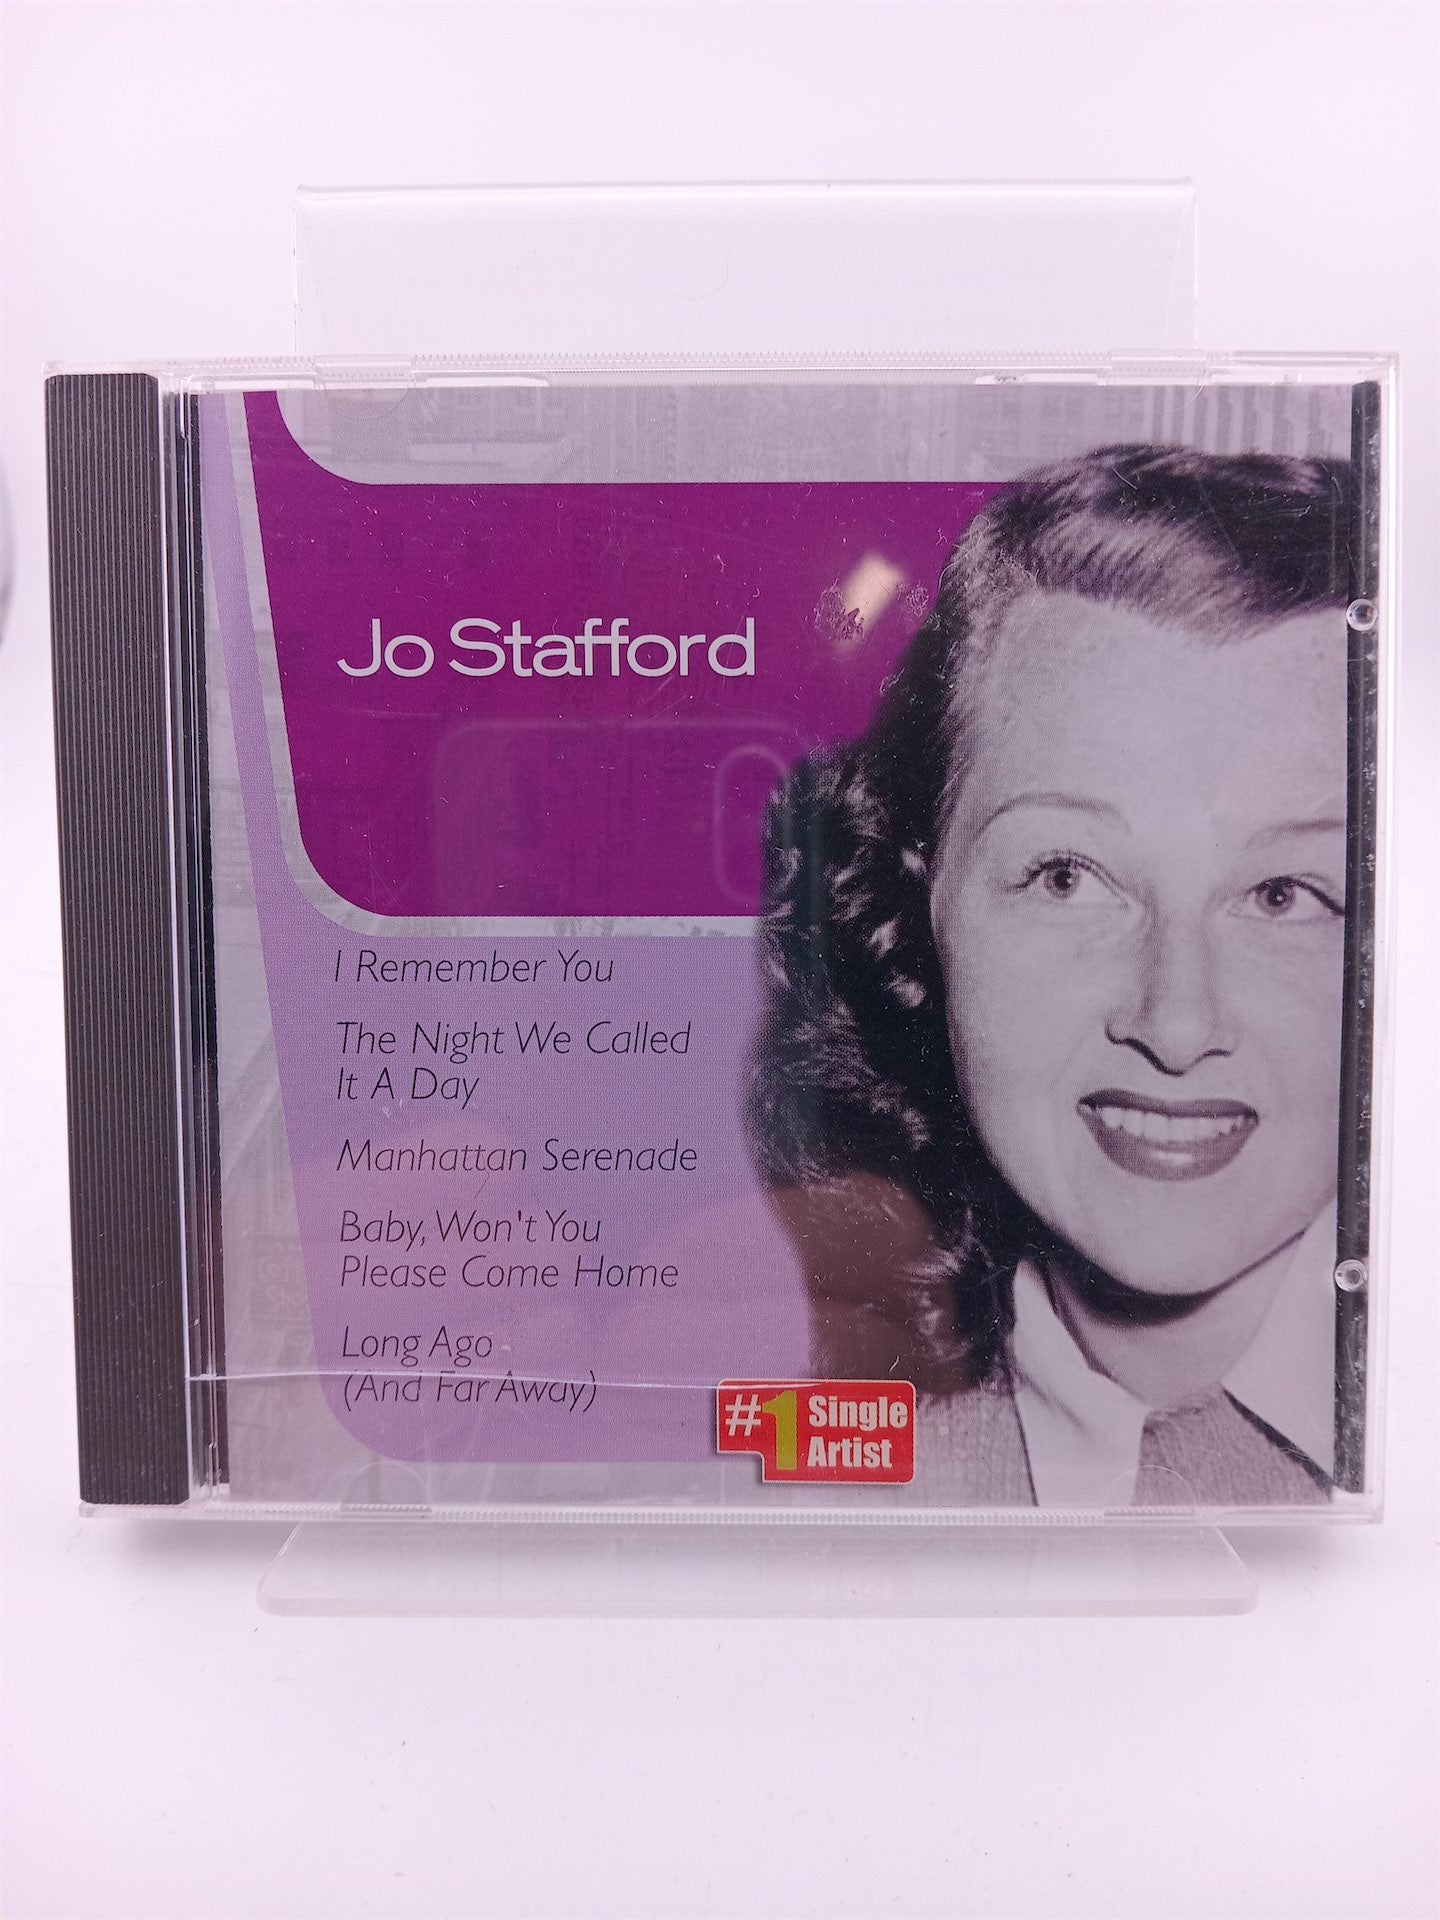 Jo Stafford
I Remember You
The Night We Called
It A Day
Manhattan Serenade
Baby, Won't You
Please Come Home
Long Ago
(And Far Away)
#1 Single
Artist